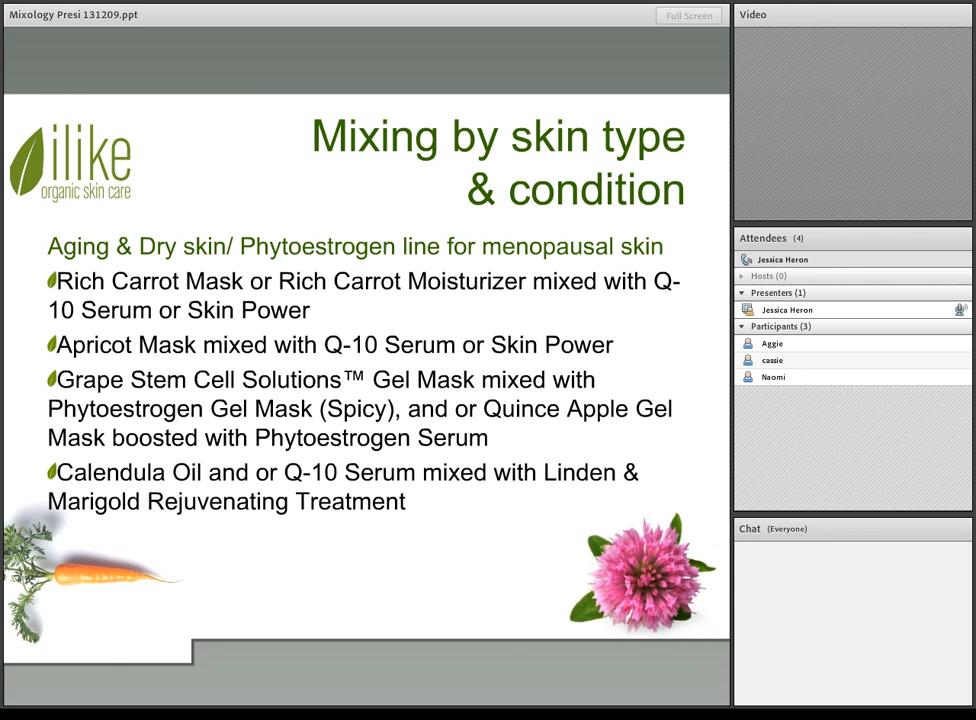 Mixology Presi 131209.ppt
Full Screen
ilike
organic skin care
Mixing by skin type
& condition
Aging & Dry skin/ Phytoestrogen line for menopausal skin
Rich Carrot Mask or Rich Carrot Moisturizer mixed with Q-
10 Serum or Skin Power
Apricot Mask mixed with Q-10 Serum or Skin Power
Grape Stem Cell Solutions™ Gel Mask mixed with
Phytoestrogen Gel Mask (Spicy), and or Quince Apple Gel
Mask boosted with Phytoestrogen Serum
Calendula Oil and or Q-10 Serum mixed with Linden &
Marigold Rejuvenating Treatment
Video
Attendees (4)
Jessica Heron
Hosts (0)
Presenters (1)
Jessica Heron
Participants (3)
Aggie
cassie
Naomi
Chat (Everyone)